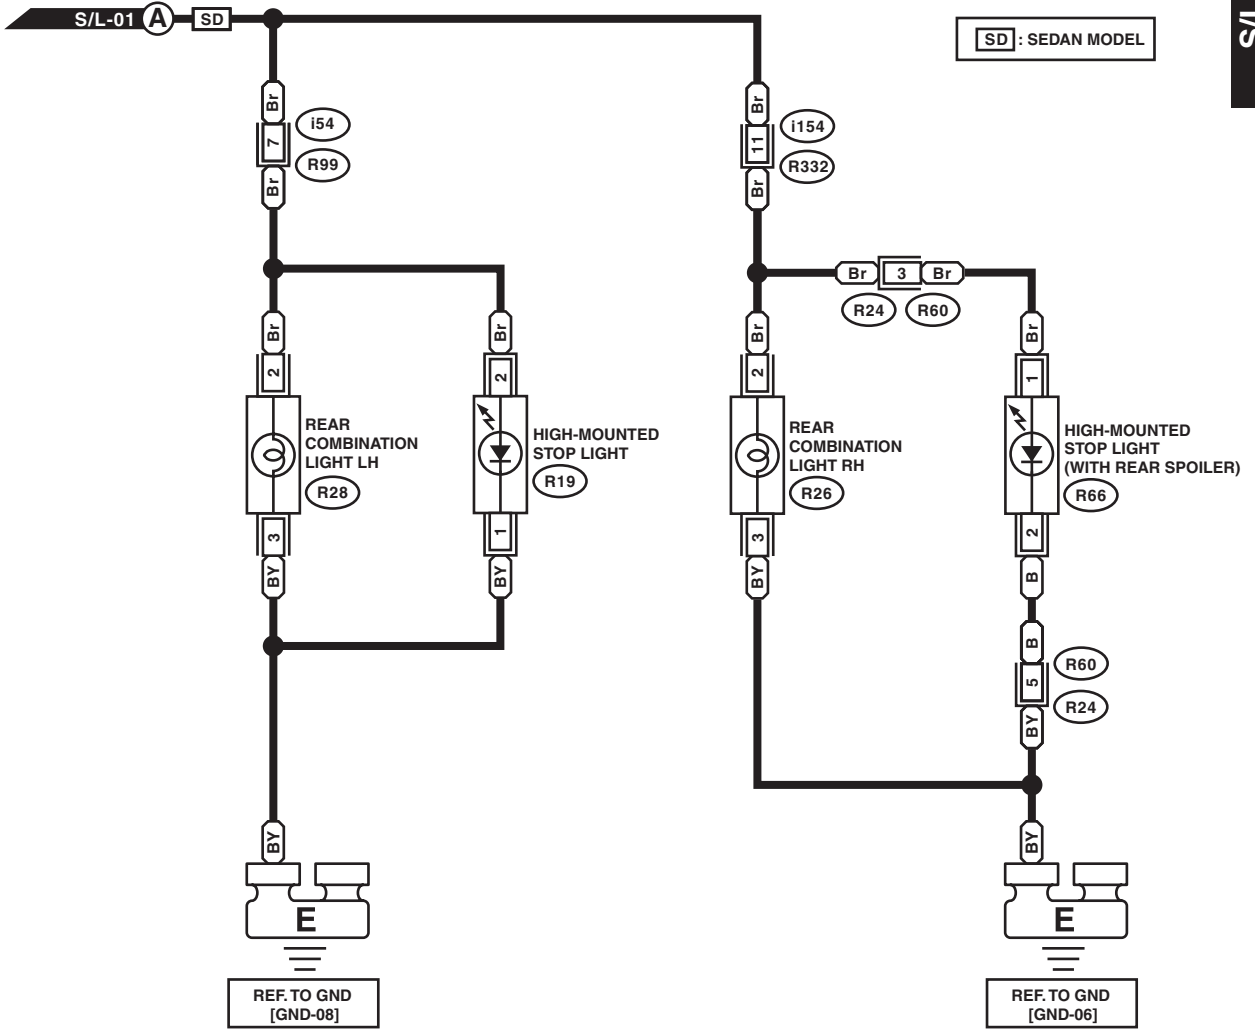 S/L-01 A SD
SD : SEDAN MODEL
S/L
Br
7
Br
i54
R99
Br
11
Br
i154
R332
Br 3 Br
R24 R60
Br
2
REAR
COMBINATION
LIGHT LH
R28
3
BY
Br
2
HIGH-MOUNTED
STOP LIGHT
R19
1
BY
Br
2
REAR
COMBINATION
LIGHT RH
R26
3
BY
Br
1
HIGH-MOUNTED
STOP LIGHT
(WITH REAR SPOILER)
R66
2
B
B
5
BY
R60
R24
BY
E
REF. TO GND
[GND-08]
BY
E
REF. TO GND
[GND-06]